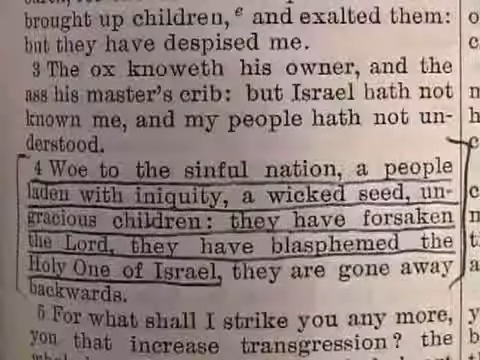 brought up children, e and exalted them:
but they have despised me.
3 The ox knoweth his owner, and the
ass his master's crib: but Israel hath not
known me, and my people hath not un-
derstood.
4 Woe to the sinful nation, a people
laden with iniquity, a wicked seed, un-
gracious children: they have forsaken
the Lord, they have blasphemed the
Holy One of Israel, they are gone away
backwards.
5 For what shall I strike you any more,
you that increase transgression? the